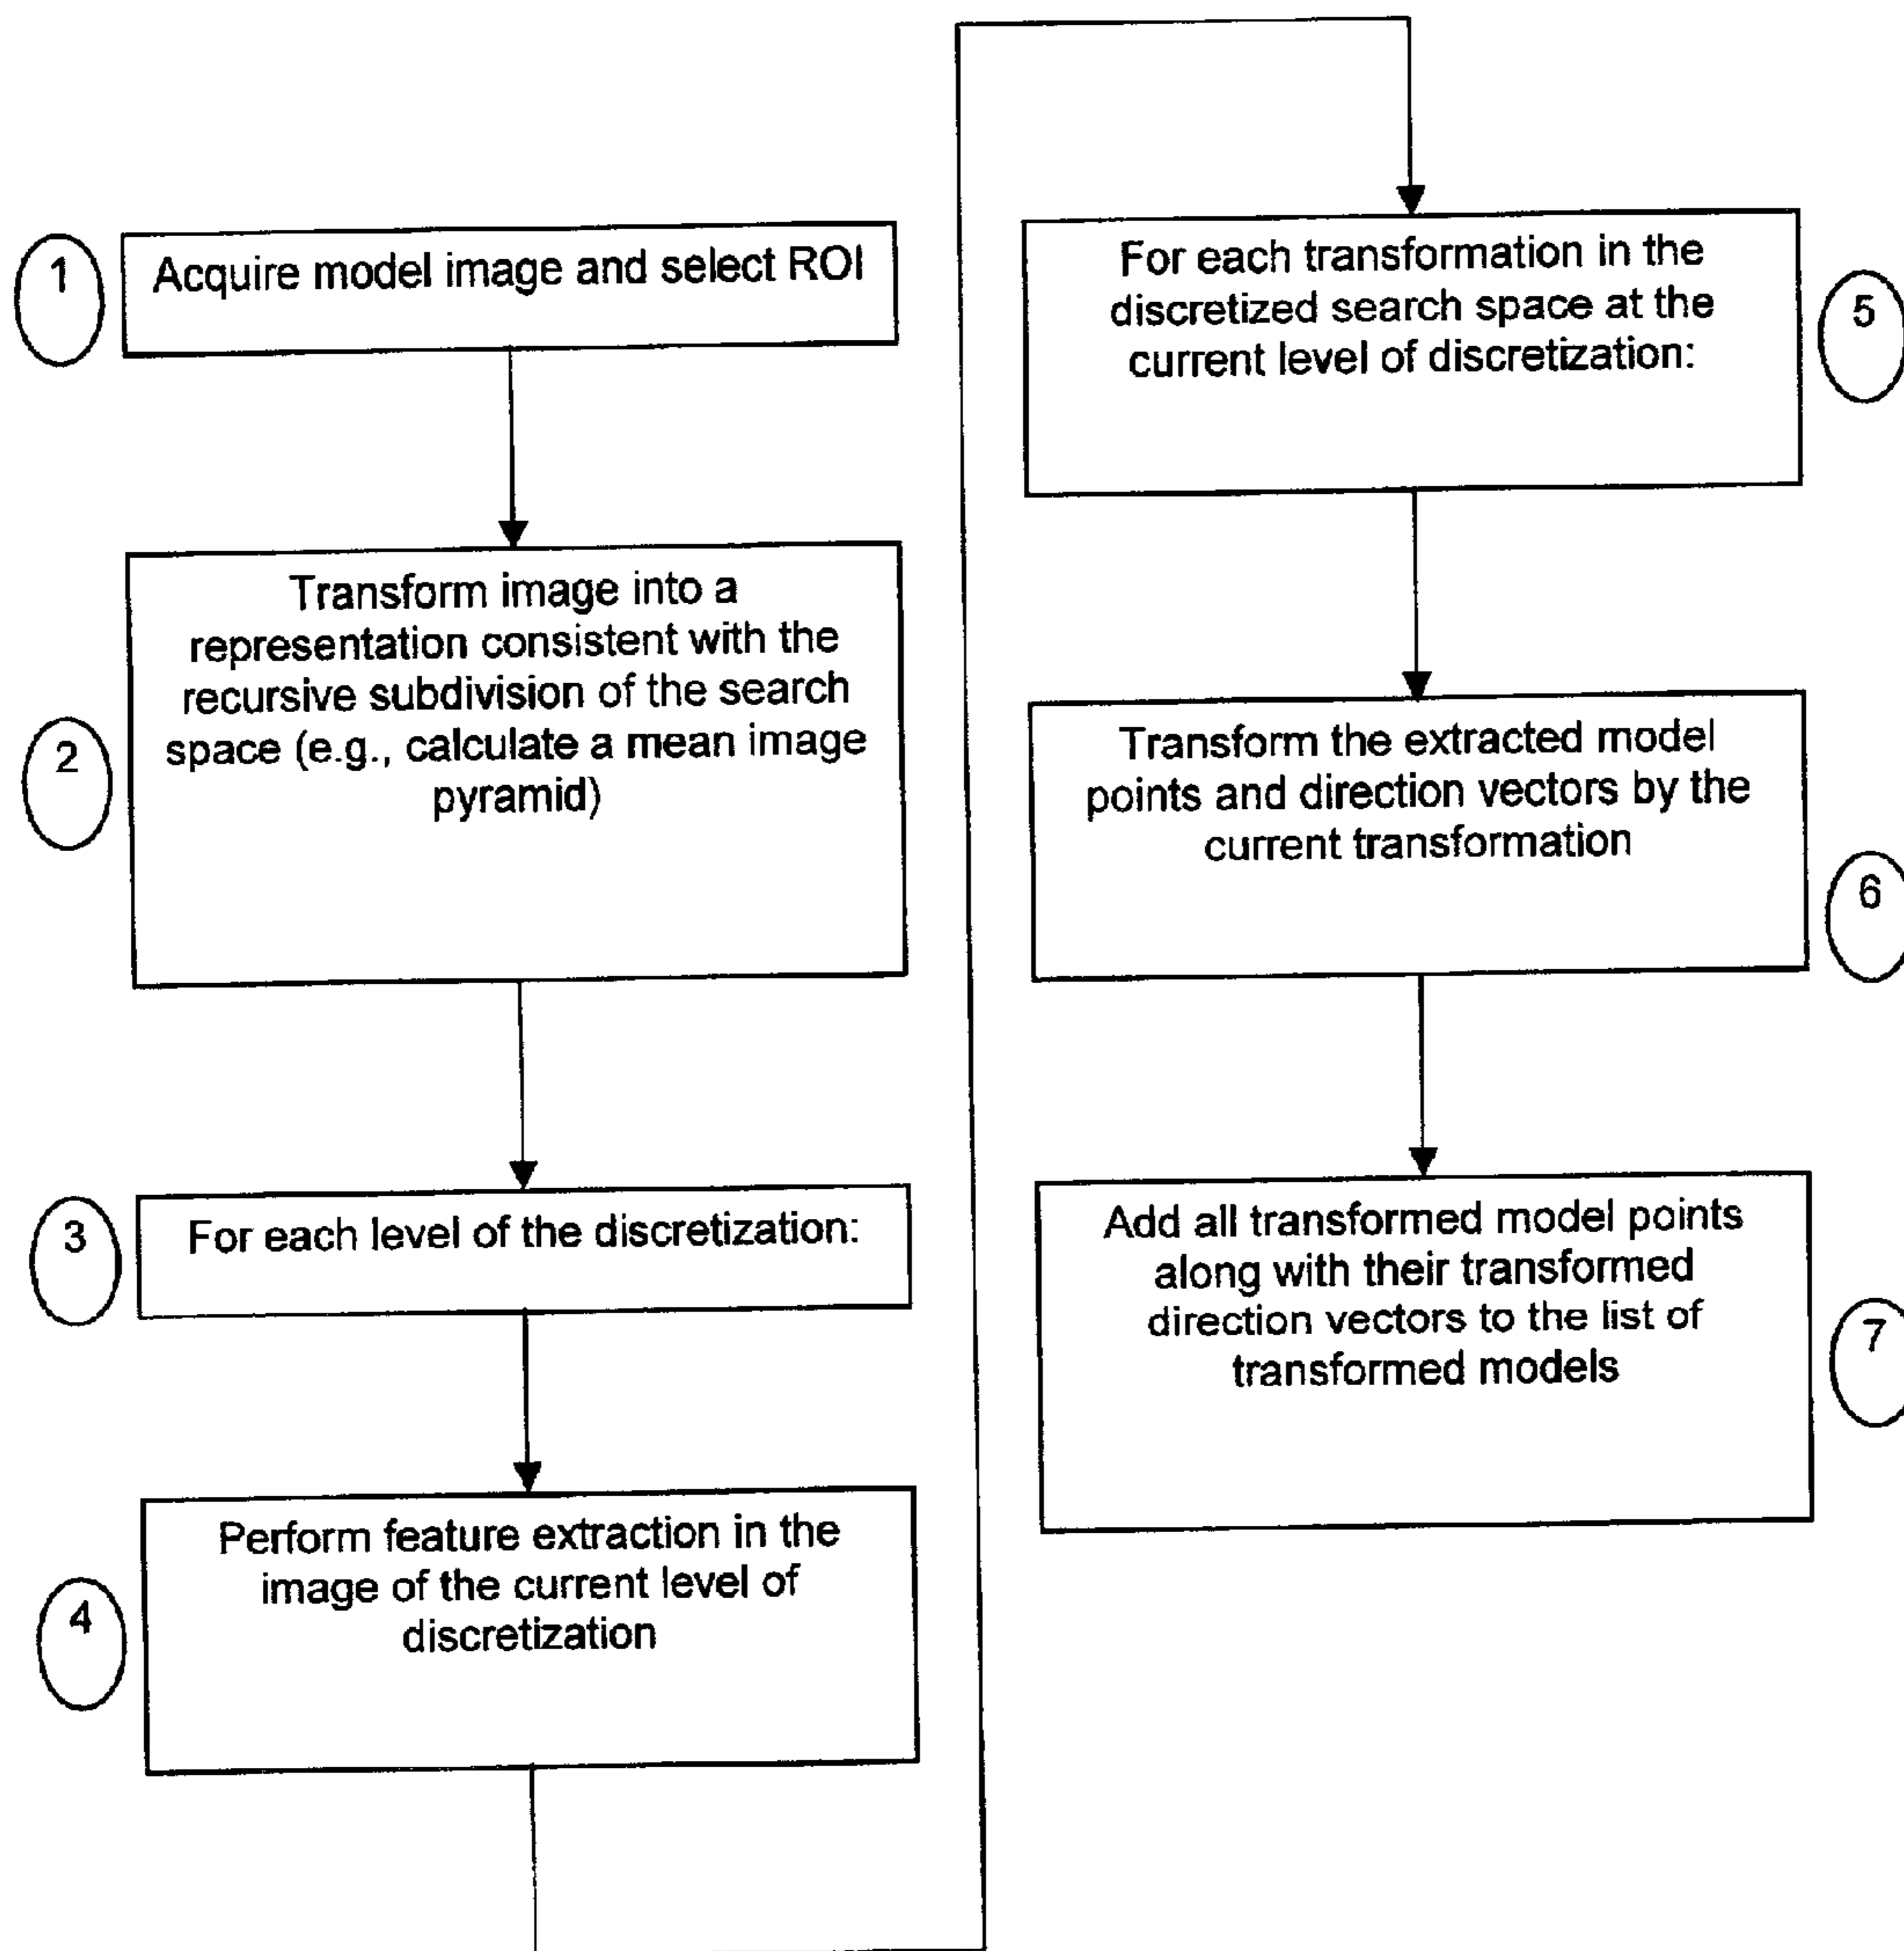 1
Acquire model image and select ROI
2
Transform image into a
representation consistent with the
recursive subdivision of the search
space (e.g., calculate a mean image
pyramid)
3
For each level of the discretization:
4
Perform feature extraction in the
image of the current level of
discretization
For each transformation in the
discretized search space at the
current level of discretization:
5
Transform the extracted model
points and direction vectors by the
current transformation
6
Add all transformed model points
along with their transformed
direction vectors to the list of
transformed models
7